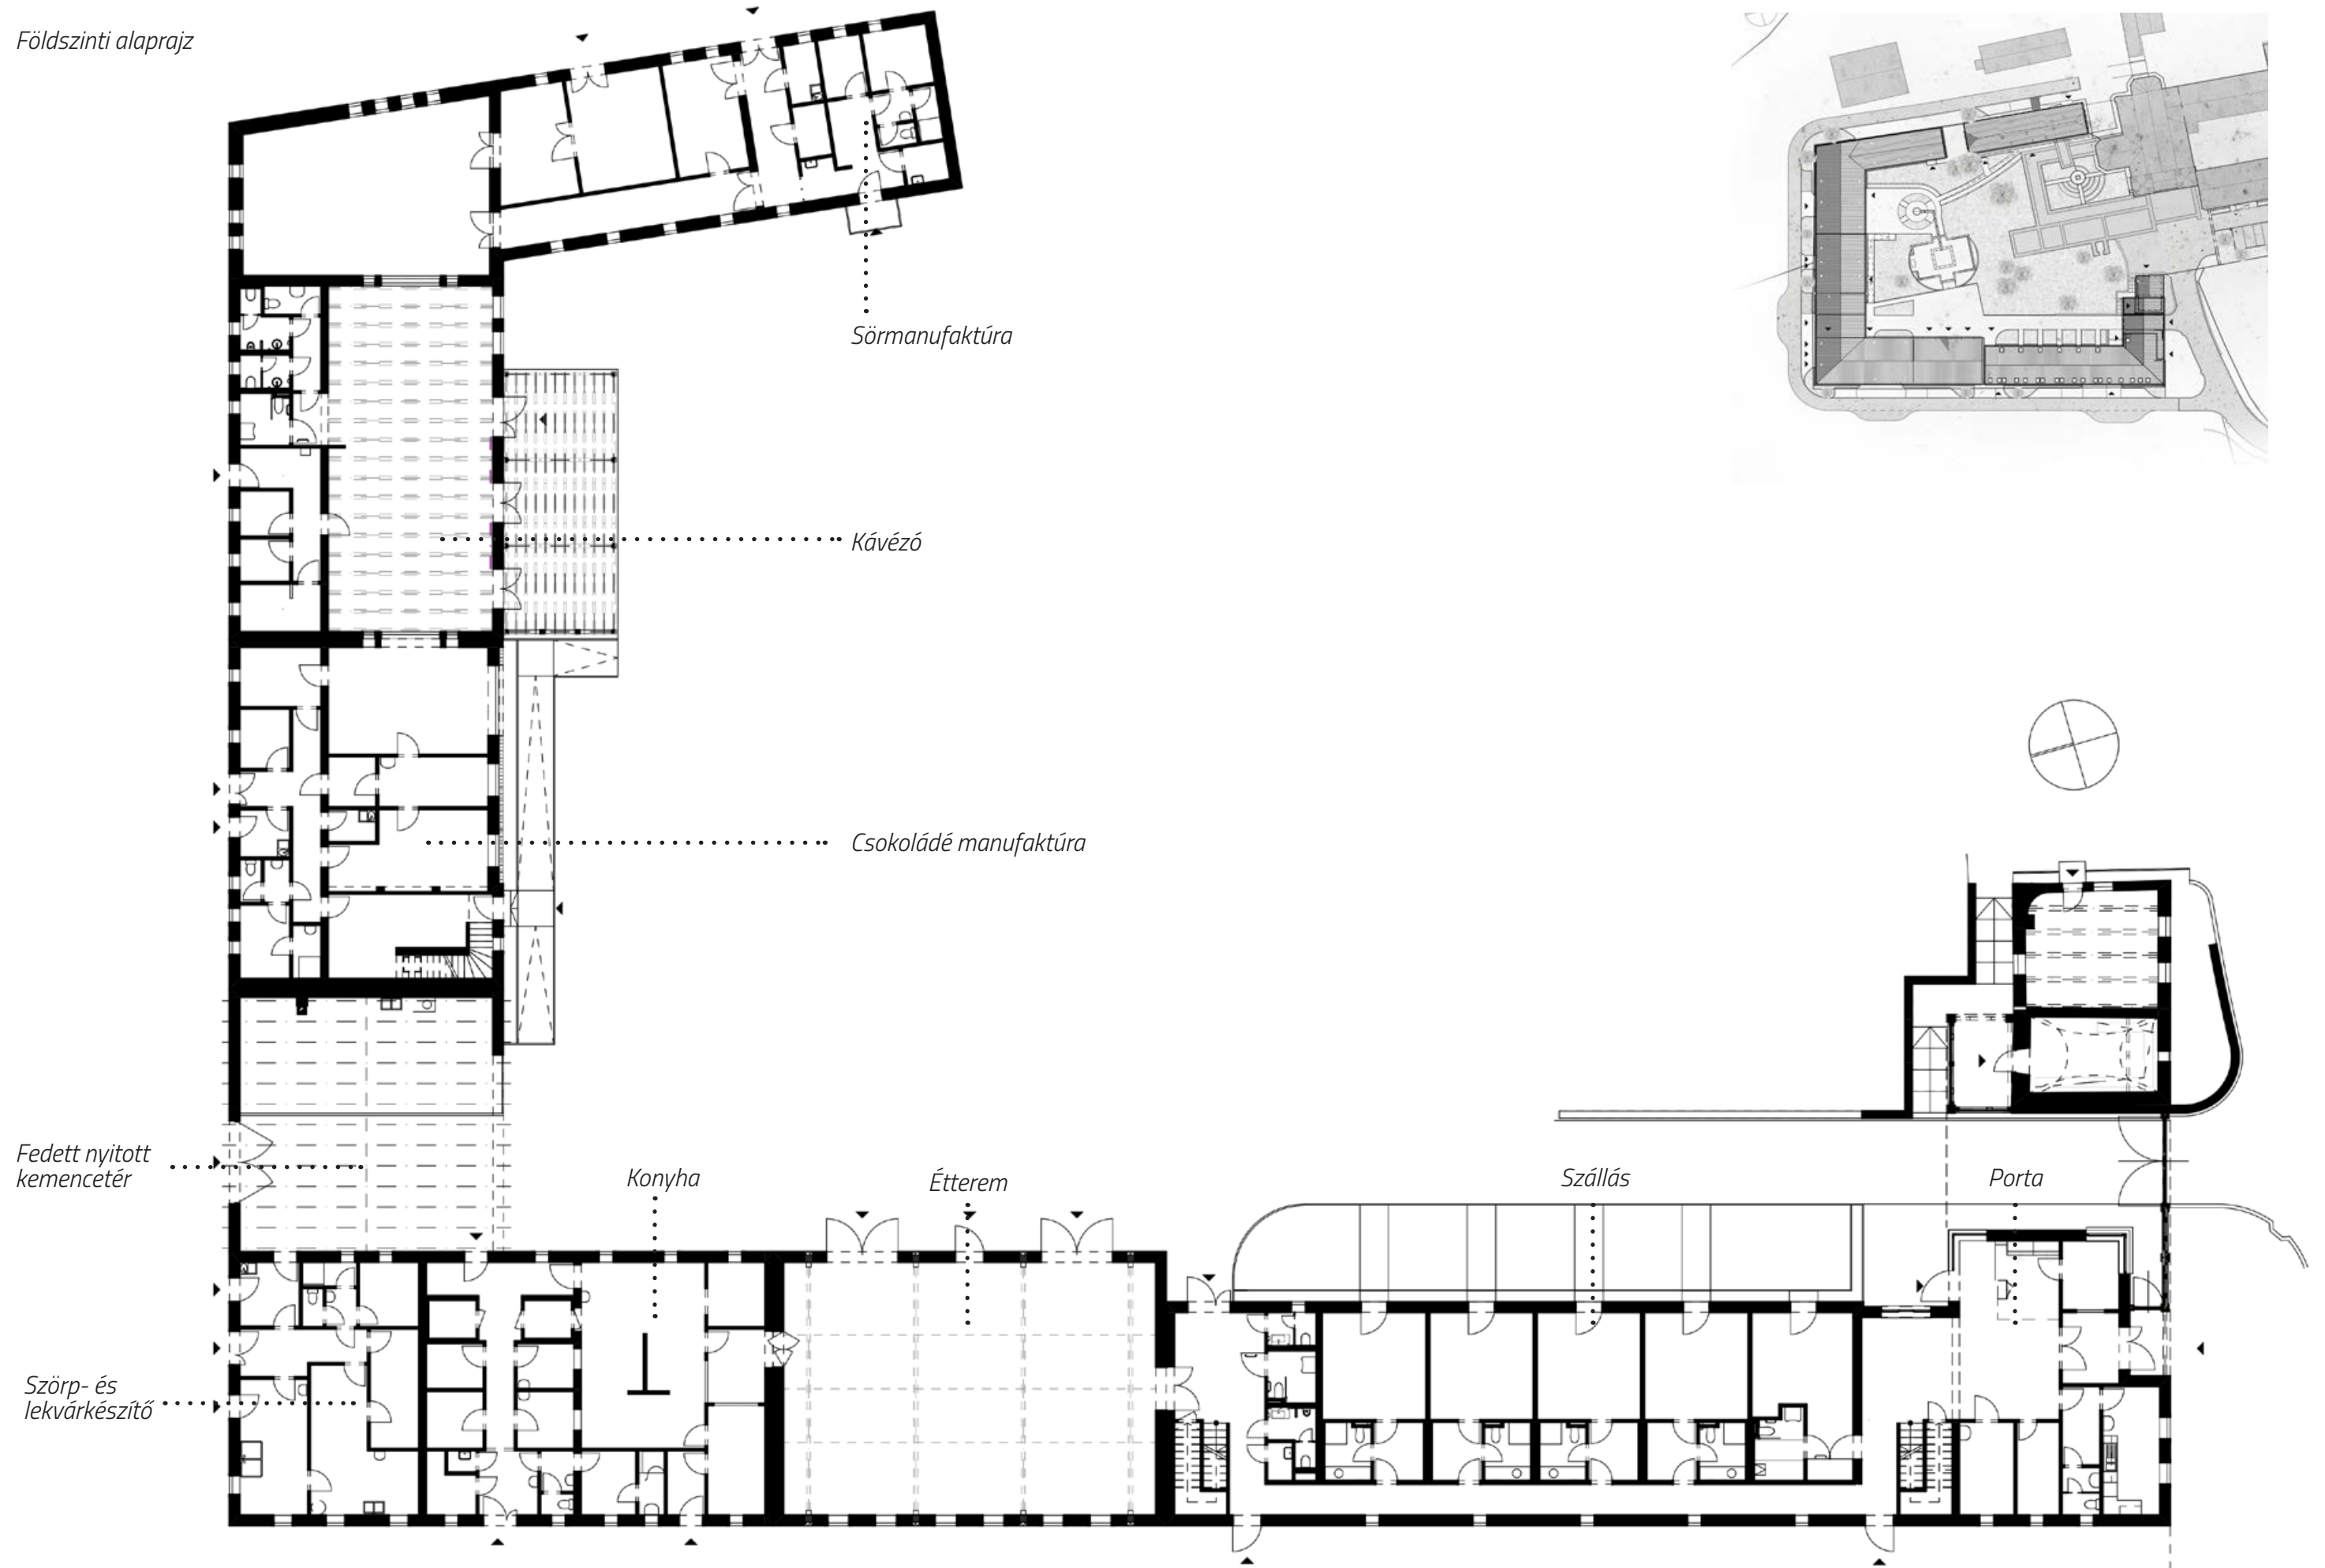 Földszinti alaprajz
Sörmanufaktúra
Kávézó
Csokoládé manufaktúra
Fedett nyitott
kemencetér
Konyha
Étterem
Szállás
Porta
Szörp- és
lekvárkészítő